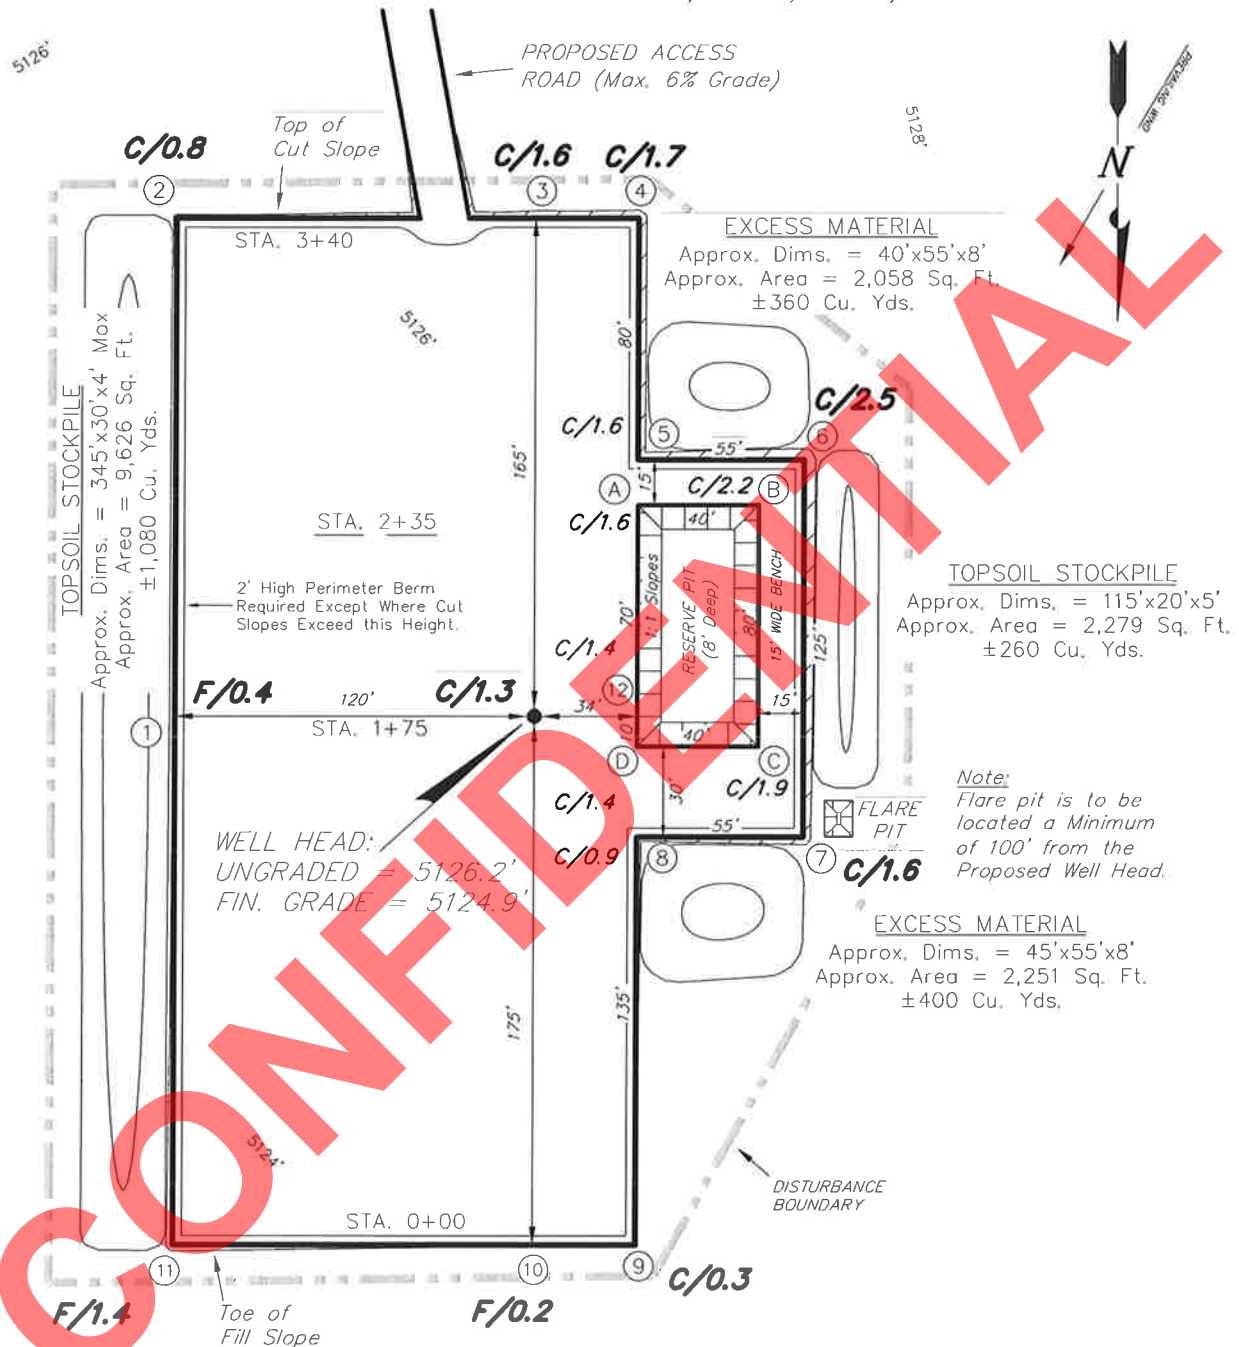 PROPOSED ACCESS
ROAD (Max. 6% Grade)
5126'
5128'
PREVAILING WIND
N
Top of
Cut Slope
C/0.8
C/1.6
C/1.7
2
3
4
STA. 3+40
EXCESS MATERIAL
Approx. Dims. = 40'x55'x8'
Approx. Area = 2,058 Sq. Ft.
±360 Cu. Yds.
5126'
80'
TOPSOIL STOCKPILE
Approx. Dims. = 345'x30'x4' Max
Approx. Area = 9,626 Sq. Ft.
±1,080 Cu. Yds.
C/2.5
C/1.6
5
6
55'
165'
15'
A
C/2.2
B
C/1.6
40'
STA. 2+35
2' High Perimeter Berm
Required Except Where Cut
Slopes Exceed this Height.
70'
1:1 Slopes
RESERVE PIT
(8' Deep)
80'
15' WIDE BENCH
125'
TOPSOIL STOCKPILE
Approx. Dims. = 115'x20'x5'
Approx. Area = 2,279 Sq. Ft.
±260 Cu. Yds.
C/1.4
12
F/0.4
120'
C/1.3
34'
15'
STA. 1+75
1
10'
40'
D
C
30'
C/1.4
C/1.9
Note:
Flare pit is to be
located a Minimum
of 100' from the
Proposed Well Head.
FLARE
PIT
55'
WELL HEAD:
UNGRADED = 5126.2'
FIN. GRADE = 5124.9'
C/0.9
8
7
C/1.6
EXCESS MATERIAL
Approx. Dims. = 45'x55'x8'
Approx. Area = 2,251 Sq. Ft.
±400 Cu. Yds.
175'
135'
5124'
DISTURBANCE
BOUNDARY
STA. 0+00
11
10
9
C/0.3
F/1.4
F/0.2
Toe of
Fill Slope
CONFIDENTIAL